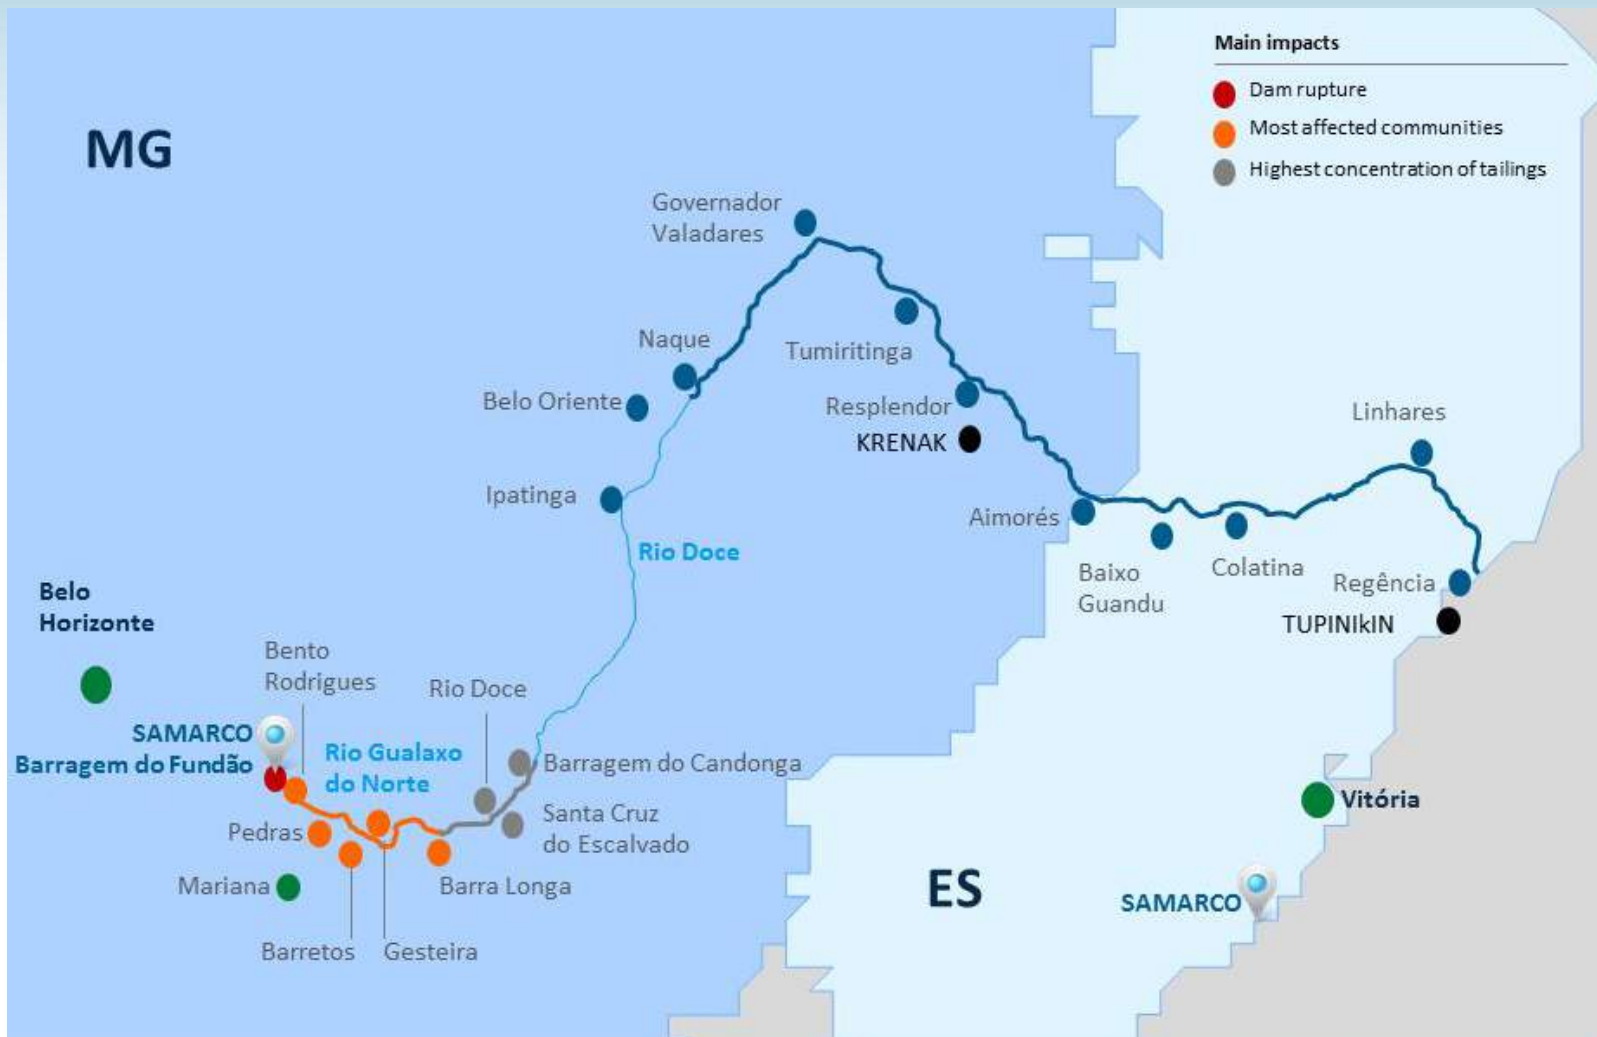 Main impacts
Dam rupture
Most affected communities
Highest concentration of tailings
MG
Governador
Valadares
Naque
Tumiritinga
Belo Oriente
Resplendor
KRENAK
Linhares
Ipatinga
Aimorés
Rio Doce
Baixo
Guandu
Colatina
Regência
TUPINIkIN
Belo
Horizonte
Bento
Rodrigues
Rio Doce
SAMARCO
Barragem do Fundão
Rio Gualaxo
do Norte
Barragem do Candonga
Santa Cruz
do Escalvado
Pedras
Mariana
Barra Longa
Barretos
Gesteira
Vitória
ES
SAMARCO